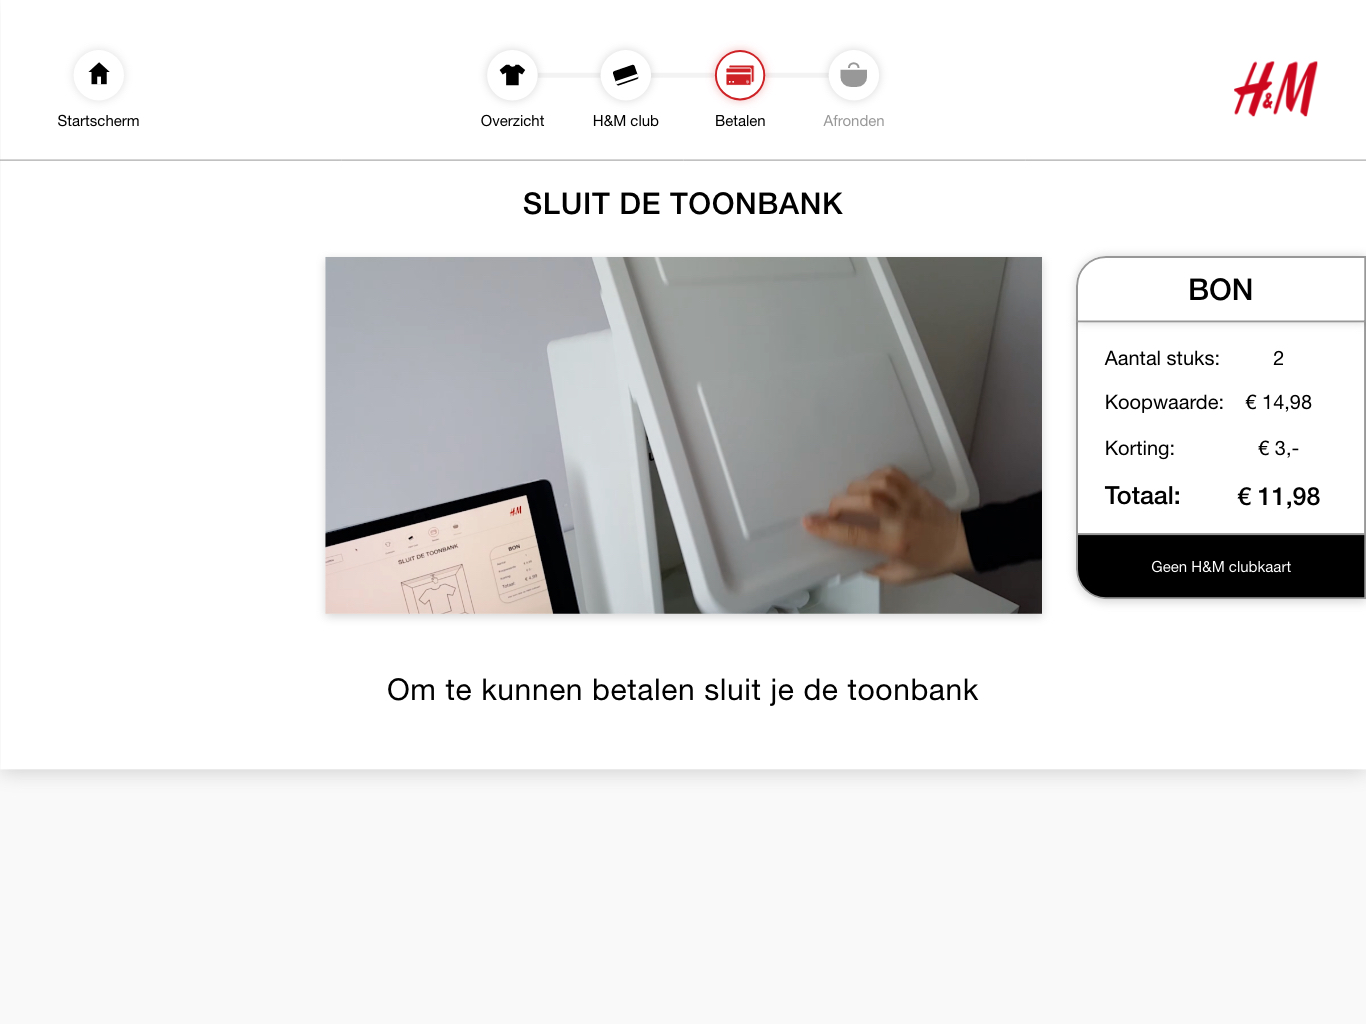 Startscherm
Overzicht
H&M club
Betalen
Afronden
H&M
SLUIT DE TOONBANK
H&M
SLUIT DE TOONBANK
BON
BON
Aantal stuks: 2
Koopwaarde: € 14,98
Korting: € 3,-
Totaal: € 11,98
Geen H&M clubkaart
Om te kunnen betalen sluit je de toonbank